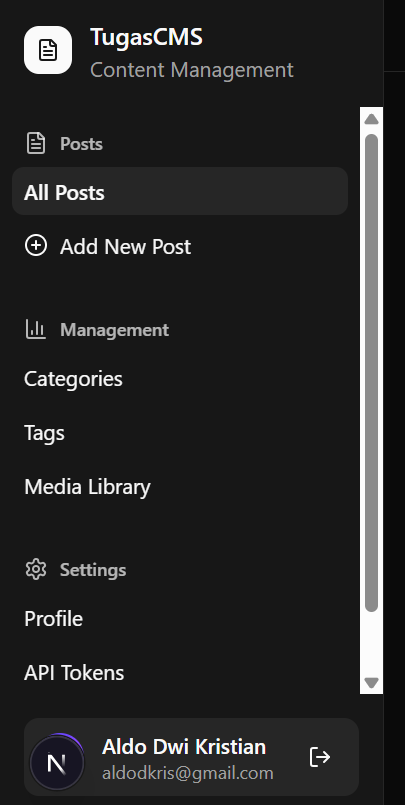 TugasCMS
Content Management
Posts
All Posts
Add New Post
Management
Categories
Tags
Media Library
Settings
Profile
API Tokens
N
Aldo Dwi Kristian
aldodkris@gmail.com